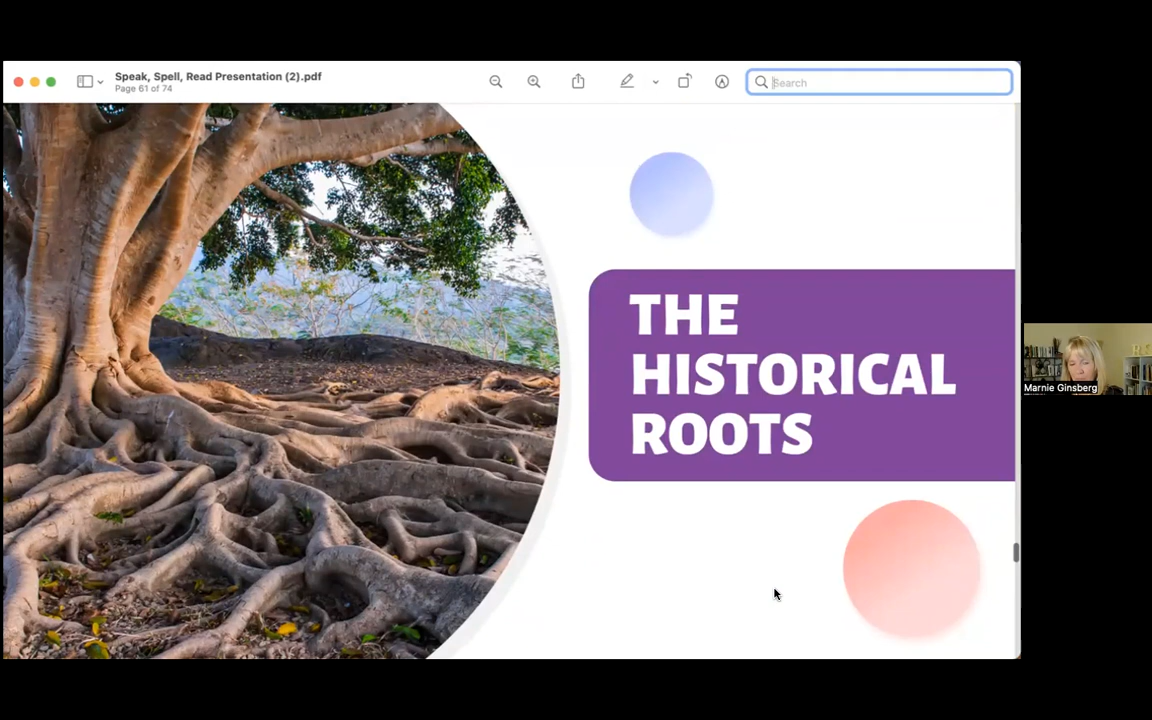 Speak, Spell, Read Presentation (2).pdf
Page 61 of 74
Search
THE
HISTORICAL
ROOTS
Marnie Ginsberg